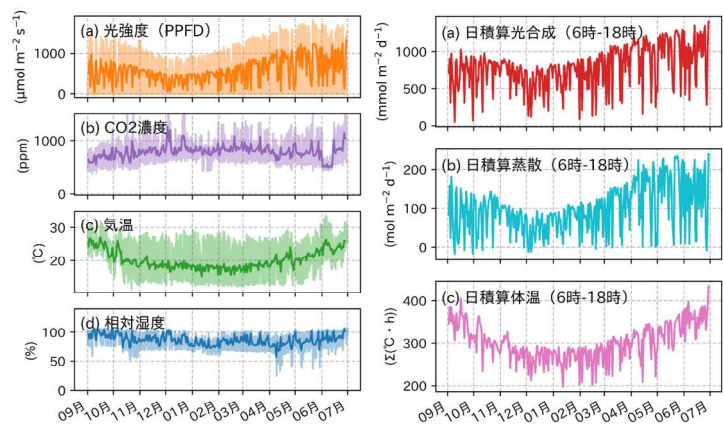 (a) 光強度（PPFD）
(μmol m⁻² s⁻¹)
1000
0
(b) CO2濃度
(ppm)
1000
0
(c) 気温
(℃)
30
20
(d) 相対湿度
(%)
100
50
0
09月 10月 11月 12月 01月 02月 03月 04月 05月 06月 07月
(a) 日積算光合成（6時-18時）
(mmol m⁻² d⁻¹)
1000
500
0
(b) 日積算蒸散（6時-18時）
(mol m⁻² d⁻¹)
200
100
0
(c) 日積算体温（6時-18時）
(Σ(℃・h))
400
300
200
09月 10月 11月 12月 01月 02月 03月 04月 05月 06月 07月